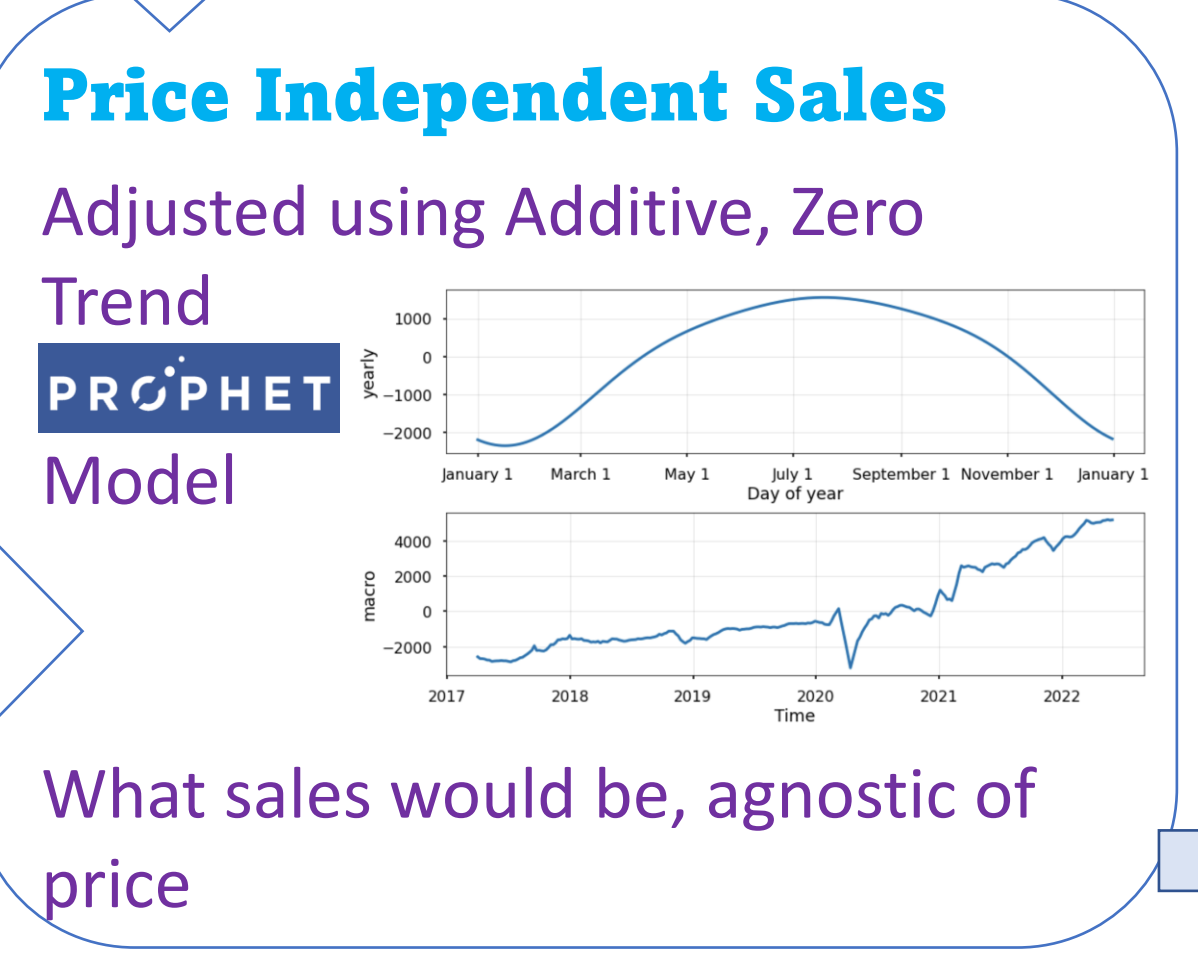 Price Independent Sales
Adjusted using Additive, Zero
Trend
PROPHET
Model
1000
0
−1000
−2000
yearly
January 1 March 1 May 1 July 1 September 1 November 1 January 1
Day of year
4000
2000
0
−2000
macro
2017 2018 2019 2020 2021 2022
Time
What sales would be, agnostic of
price